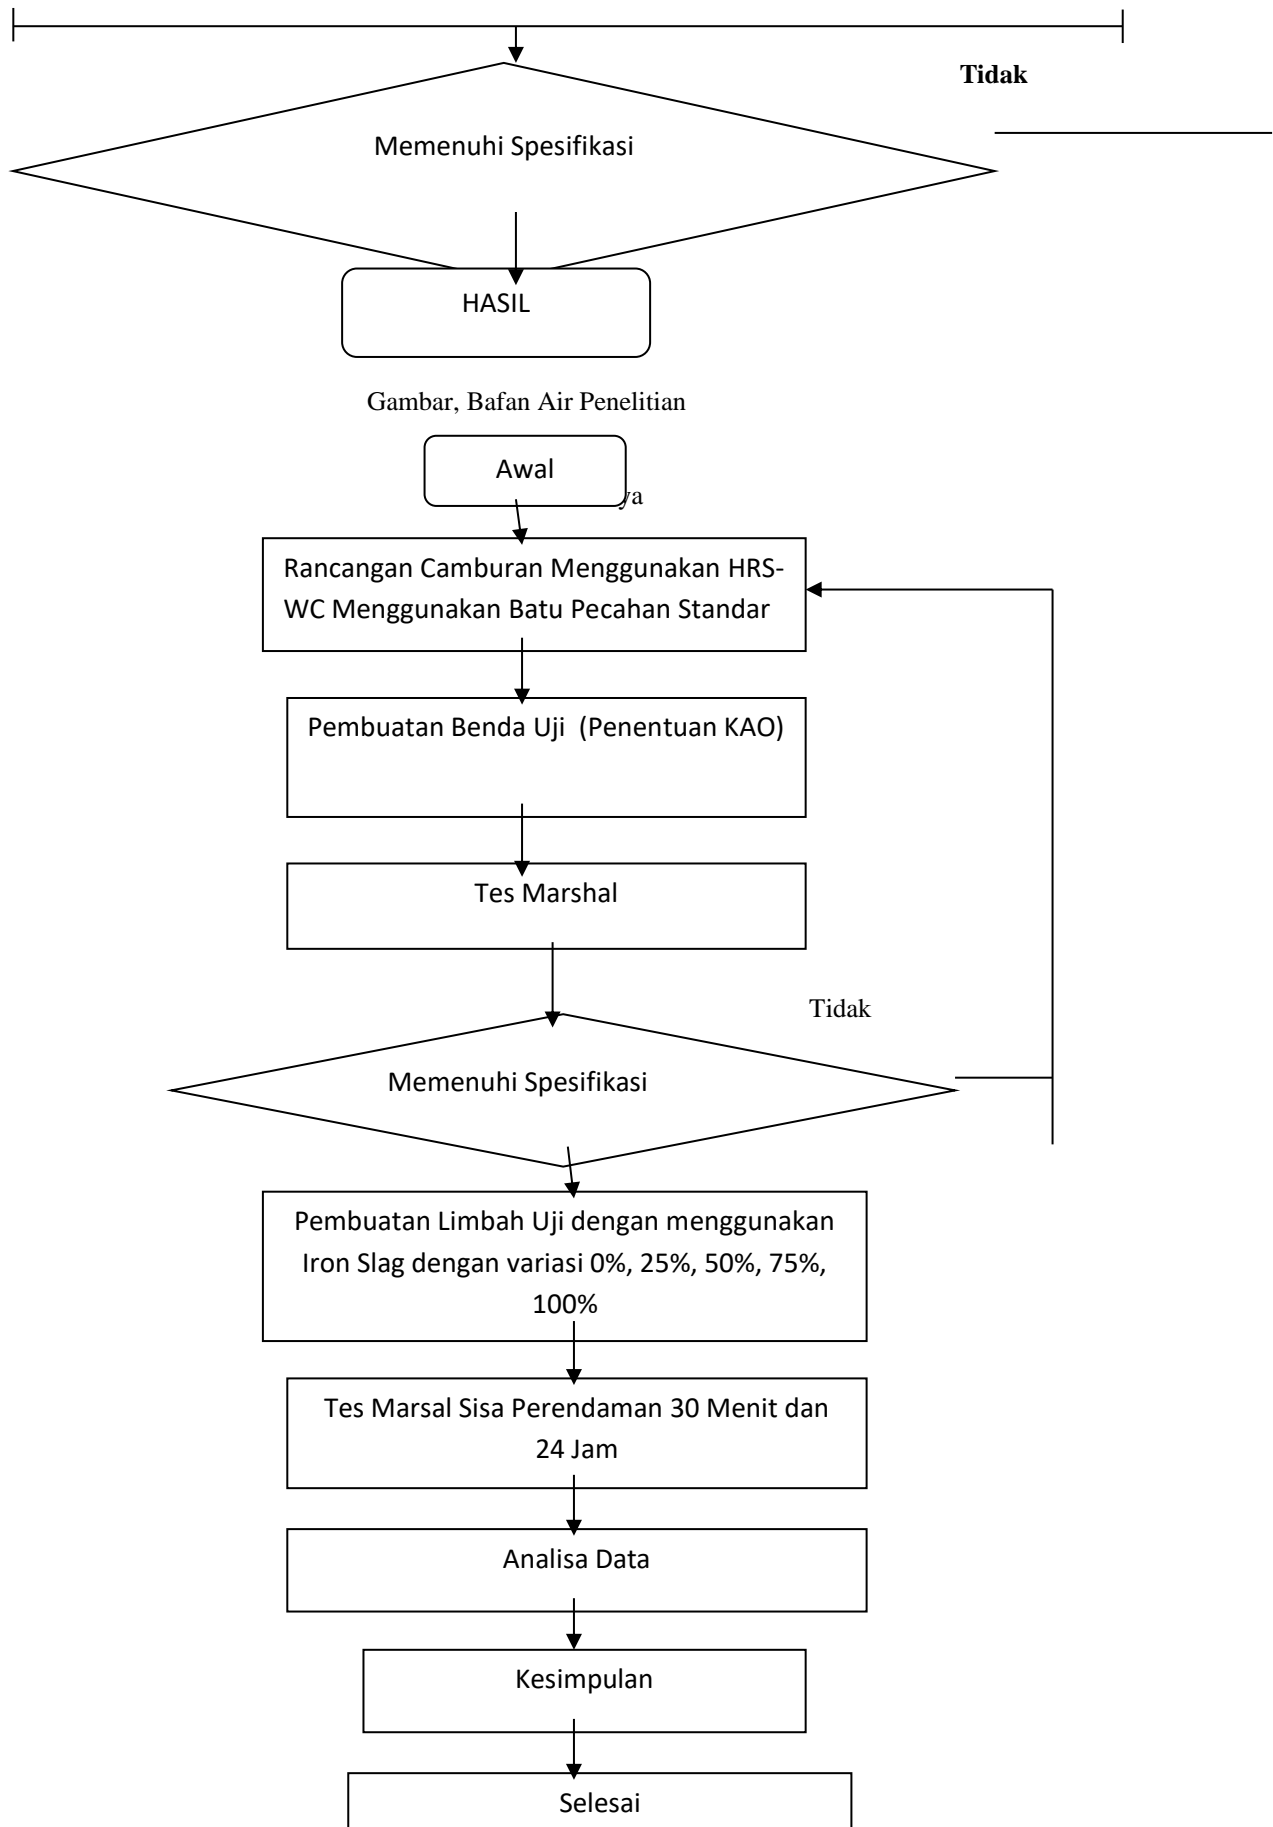 Tidak
Memenuhi Spesifikasi
HASIL
Gambar, Bafan Air Penelitian
Awal
ya
Rancangan Camburan Menggunakan HRS-
WC Menggunakan Batu Pecahan Standar
Pembuatan Benda Uji  (Penentuan KAO)
Tes Marshal
Tidak
Memenuhi Spesifikasi
Pembuatan Limbah Uji dengan menggunakan
Iron Slag dengan variasi 0%, 25%, 50%, 75%,
100%
Tes Marsal Sisa Perendaman 30 Menit dan
24 Jam
Analisa Data
Kesimpulan
Selesai